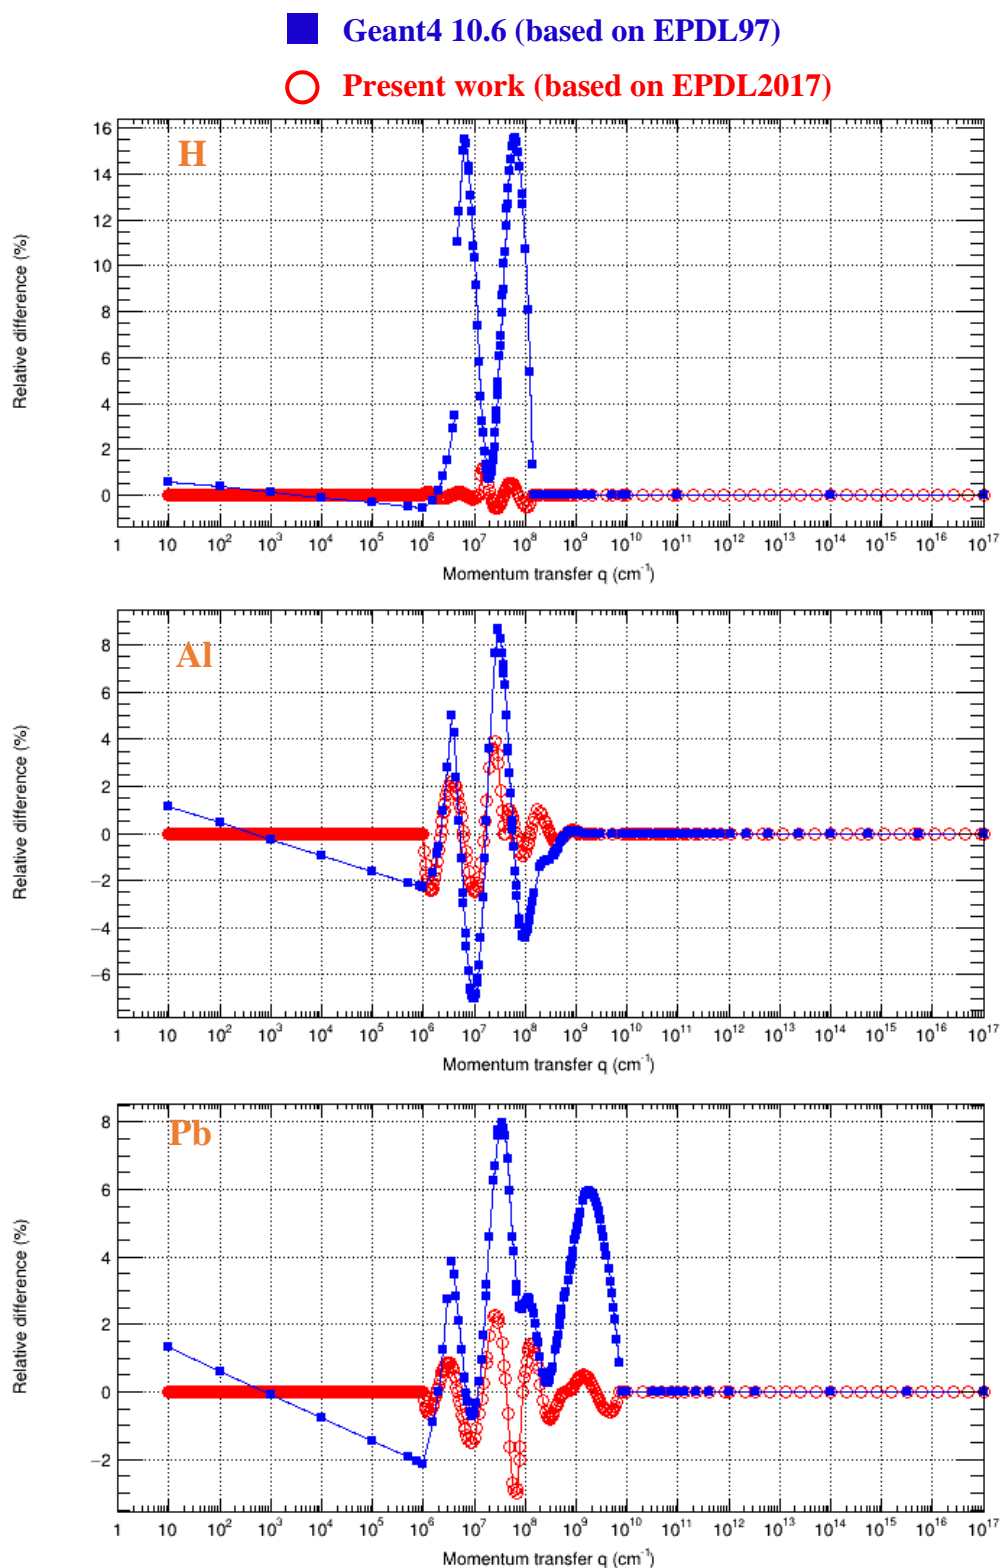 Geant4 10.6 (based on EPDL97)
Present work (based on EPDL2017)
H
Relative difference (%)
16
14
12
10
8
6
4
2
0
1 10 10² 10³ 10⁴ 10⁵ 10⁶ 10⁷ 10⁸ 10⁹ 10¹⁰ 10¹¹ 10¹² 10¹³ 10¹⁴ 10¹⁵ 10¹⁶ 10¹⁷
Momentum transfer q (cm⁻¹)
Al
Relative difference (%)
8
6
4
2
0
−2
−4
−6
1 10 10² 10³ 10⁴ 10⁵ 10⁶ 10⁷ 10⁸ 10⁹ 10¹⁰ 10¹¹ 10¹² 10¹³ 10¹⁴ 10¹⁵ 10¹⁶ 10¹⁷
Momentum transfer q (cm⁻¹)
Pb
Relative difference (%)
8
6
4
2
0
−2
1 10 10² 10³ 10⁴ 10⁵ 10⁶ 10⁷ 10⁸ 10⁹ 10¹⁰ 10¹¹ 10¹² 10¹³ 10¹⁴ 10¹⁵ 10¹⁶ 10¹⁷
Momentum transfer q (cm⁻¹)